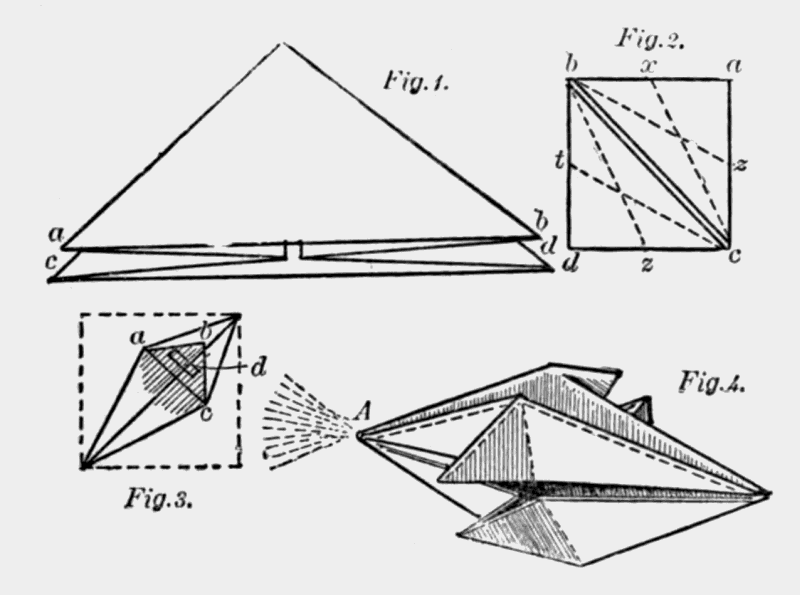 Fig. 1.
a
b
c
d
Fig. 2.
b x a
t z
d z c
a b
d
c
Fig. 3.
A
Fig. 4.